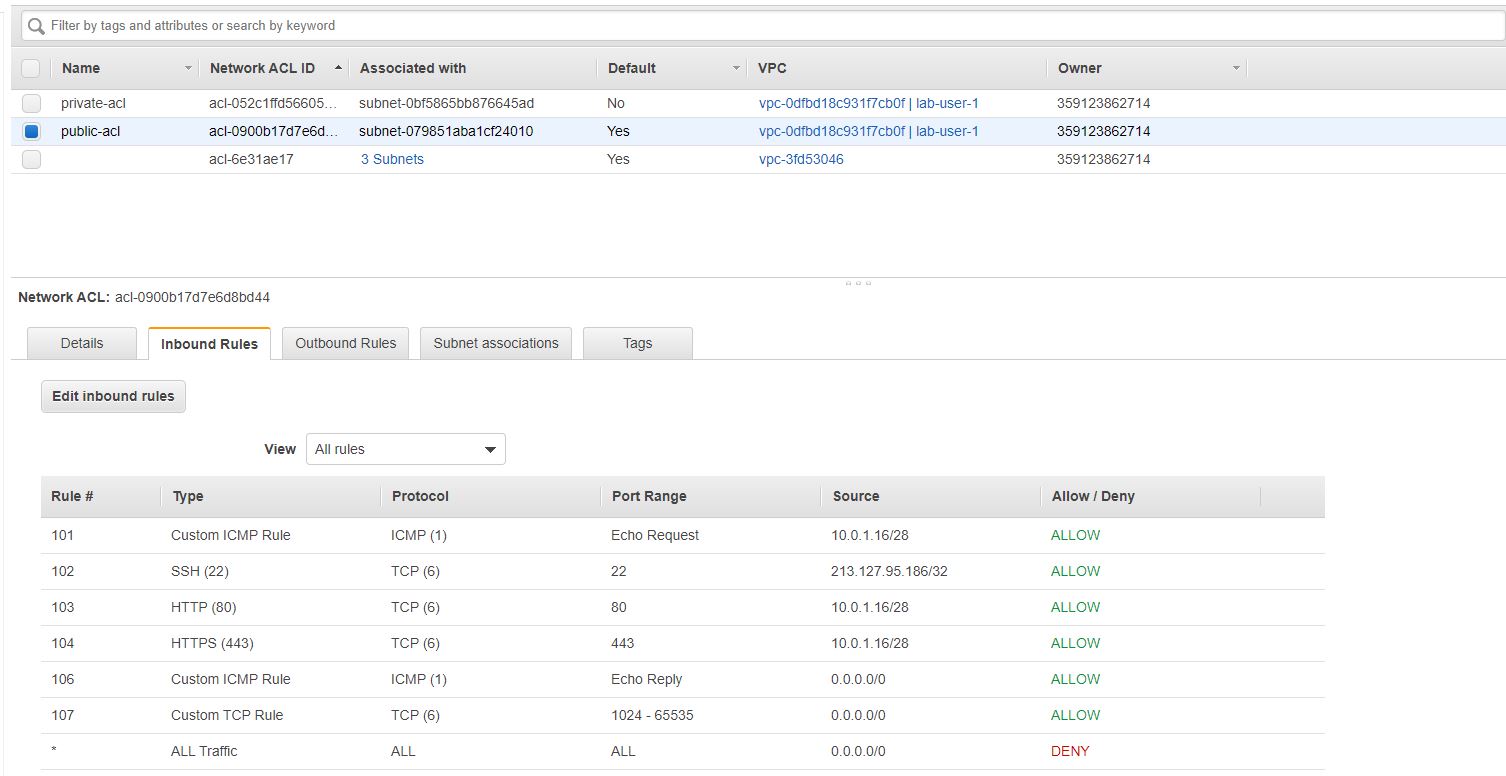 Filter by tags and attributes or search by keyword
Name Network ACL ID Associated with Default VPC Owner
private-acl acl-052c1ffd56605… subnet-0bf5865bb876645ad No vpc-0dfbd18c931f7cb0f | lab-user-1 359123862714
public-acl acl-0900b17d7e6d… subnet-079851aba1cf24010 Yes vpc-0dfbd18c931f7cb0f | lab-user-1 359123862714
acl-6e31ae17 3 Subnets Yes vpc-3fd53046 359123862714
Network ACL: acl-0900b17d7e6d8bd44
Details Inbound Rules Outbound Rules Subnet associations Tags
Edit inbound rules
View All rules
Rule # Type Protocol Port Range Source Allow / Deny
101 Custom ICMP Rule ICMP (1) Echo Request 10.0.1.16/28 ALLOW
102 SSH (22) TCP (6) 22 213.127.95.186/32 ALLOW
103 HTTP (80) TCP (6) 80 10.0.1.16/28 ALLOW
104 HTTPS (443) TCP (6) 443 10.0.1.16/28 ALLOW
106 Custom ICMP Rule ICMP (1) Echo Reply 0.0.0.0/0 ALLOW
107 Custom TCP Rule TCP (6) 1024 - 65535 0.0.0.0/0 ALLOW
* ALL Traffic ALL ALL 0.0.0.0/0 DENY